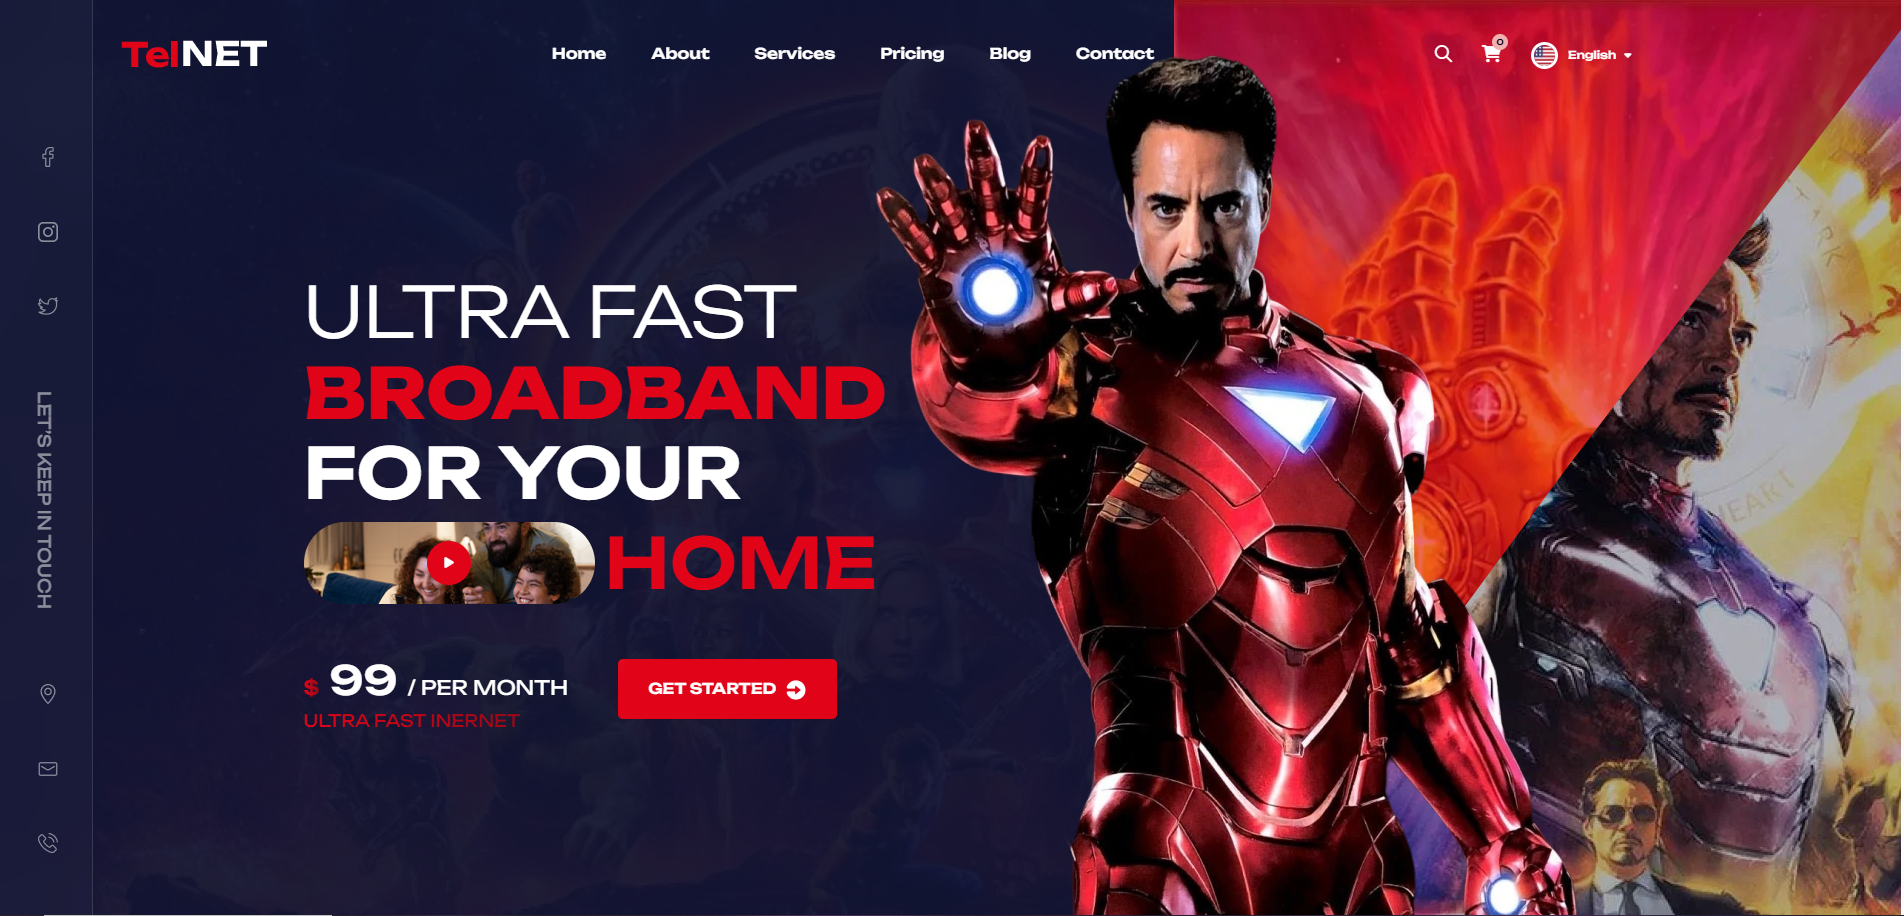 TelNET
Home
About
Services
Pricing
Blog
Contact
0
English
LET'S KEEP IN TOUCH
ULTRA FAST
BROADBAND
FOR YOUR
HOME
$ 99 / PER MONTH
ULTRA FAST INERNET
GET STARTED
HEART